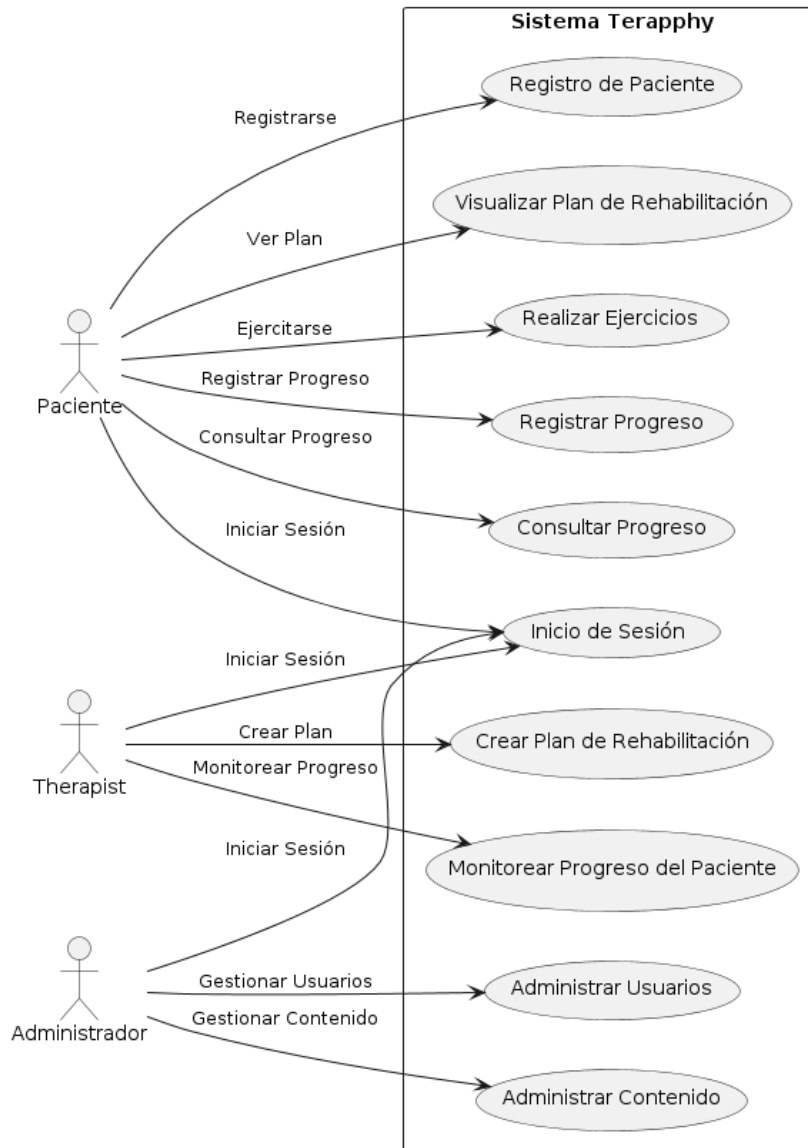 Sistema Terapphy
Registro de Paciente
Registrarse
Visualizar Plan de Rehabilitación
Ver Plan
Realizar Ejercicios
Ejercitarse
Registrar Progreso
Paciente
Registrar Progreso
Consultar Progreso
Consultar Progreso
Iniciar Sesión
Inicio de Sesión
Iniciar Sesión
Crear Plan
Crear Plan de Rehabilitación
Monitorear Progreso
Therapist
Iniciar Sesión
Monitorear Progreso del Paciente
Gestionar Usuarios
Administrar Usuarios
Gestionar Contenido
Administrador
Administrar Contenido